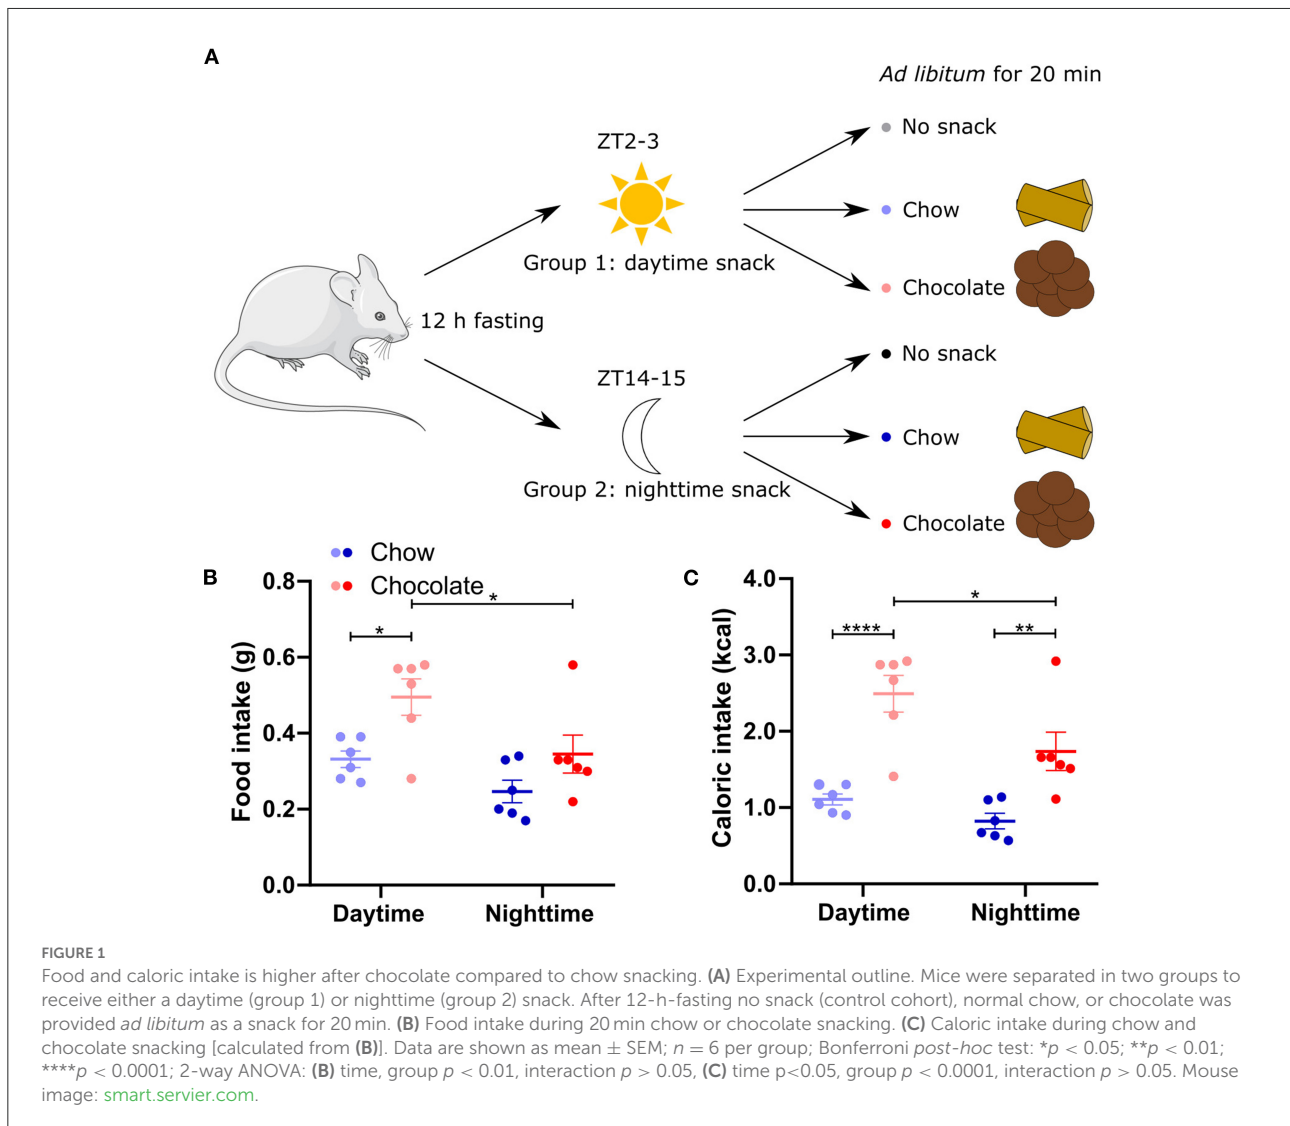 A
Ad libitum for 20 min
ZT2-3
No snack
Chow
Group 1: daytime snack
Chocolate
12 h fasting
No snack
ZT14-15
Chow
Group 2: nighttime snack
Chocolate
Chow
Chocolate
B
0.8
0.6
0.4
0.2
0.0
Food intake (g)
*
*
Daytime
Nighttime
C
4.0
3.0
2.0
1.0
0.0
Caloric intake (kcal)
*
****
**
Daytime
Nighttime
FIGURE 1
Food and caloric intake is higher after chocolate compared to chow snacking. (A) Experimental outline. Mice were separated in two groups to
receive either a daytime (group 1) or nighttime (group 2) snack. After 12-h-fasting no snack (control cohort), normal chow, or chocolate was
provided ad libitum as a snack for 20 min. (B) Food intake during 20 min chow or chocolate snacking. (C) Caloric intake during chow and
chocolate snacking [calculated from (B)]. Data are shown as mean ± SEM; n = 6 per group; Bonferroni post-hoc test: *p < 0.05; **p < 0.01;
****p < 0.0001; 2-way ANOVA: (B) time, group p < 0.01, interaction p > 0.05, (C) time p<0.05, group p < 0.0001, interaction p > 0.05. Mouse
image: smart.servier.com.